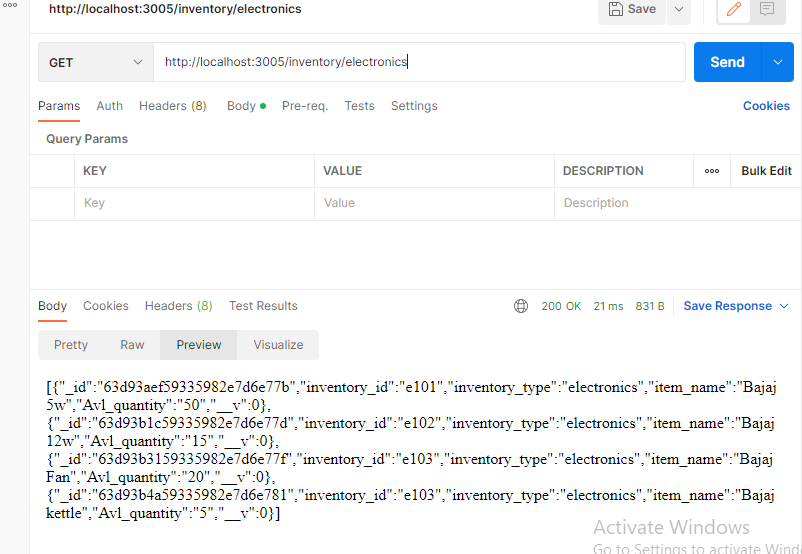 http://localhost:3005/inventory/electronics Save
GET http://localhost:3005/inventory/electronics Send
Params Auth Headers (8) Body Pre-req. Tests Settings Cookies
Query Params
KEY VALUE DESCRIPTION ooo Bulk Edit
Key Value Description
Body Cookies Headers (8) Test Results 200 OK 21 ms 831 B Save Response
Pretty Raw Preview Visualize
[{"_id":"63d93aef59335982e7d6e77b","inventory_id":"e101","inventory_type":"electronics","item_name":"Bajaj
5w","Avl_quantity":"50","__v":0},
{"_id":"63d93b1c59335982e7d6e77d","inventory_id":"e102","inventory_type":"electronics","item_name":"Bajaj
12w","Avl_quantity":"15","__v":0},
{"_id":"63d93b3159335982e7d6e77f","inventory_id":"e103","inventory_type":"electronics","item_name":"Bajaj
Fan","Avl_quantity":"20","__v":0},
{"_id":"63d93b4a59335982e7d6e781","inventory_id":"e103","inventory_type":"electronics","item_name":"Bajaj
kettle","Avl_quantity":"5","__v":0}]
Activate Windows
Go to Settings to activate Wind